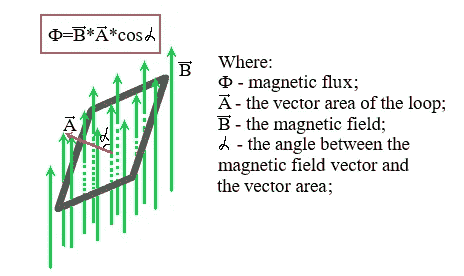 Φ=B⃗*A⃗*cosα
B⃗
Where:
Φ - magnetic flux;
A⃗ - the vector area of the loop;
A⃗
α
B⃗ - the magnetic field;
α - the angle between the
magnetic field vector and
the vector area;